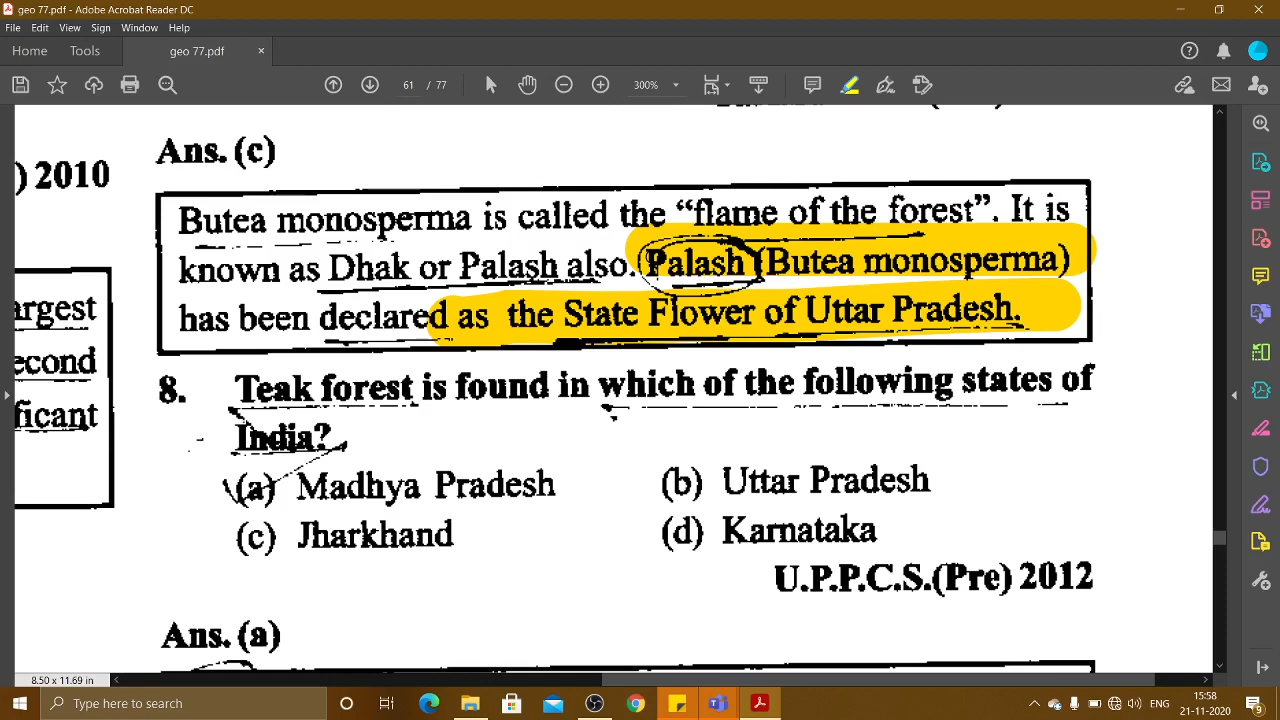 geo 77.pdf - Adobe Acrobat Reader DC
File Edit View Sign Window Help
Home Tools geo 77.pdf ×
61 / 77 300%
Ans. (c)
) 2010
Butea monosperma is called the “flame of the forest”. It is
known as Dhak or Palash also. Palash (Butea monosperma)
has been declared as the State Flower of Uttar Pradesh.
argest
econd
ficant
8. Teak forest is found in which of the following states of
India?
(a) Madhya Pradesh (b) Uttar Pradesh
(c) Jharkhand (d) Karnataka
U.P.P.C.S.(Pre) 2012
Ans. (a)
8.50 x 11.69 in
Type here to search
ENG 15:58
21-11-2020 9